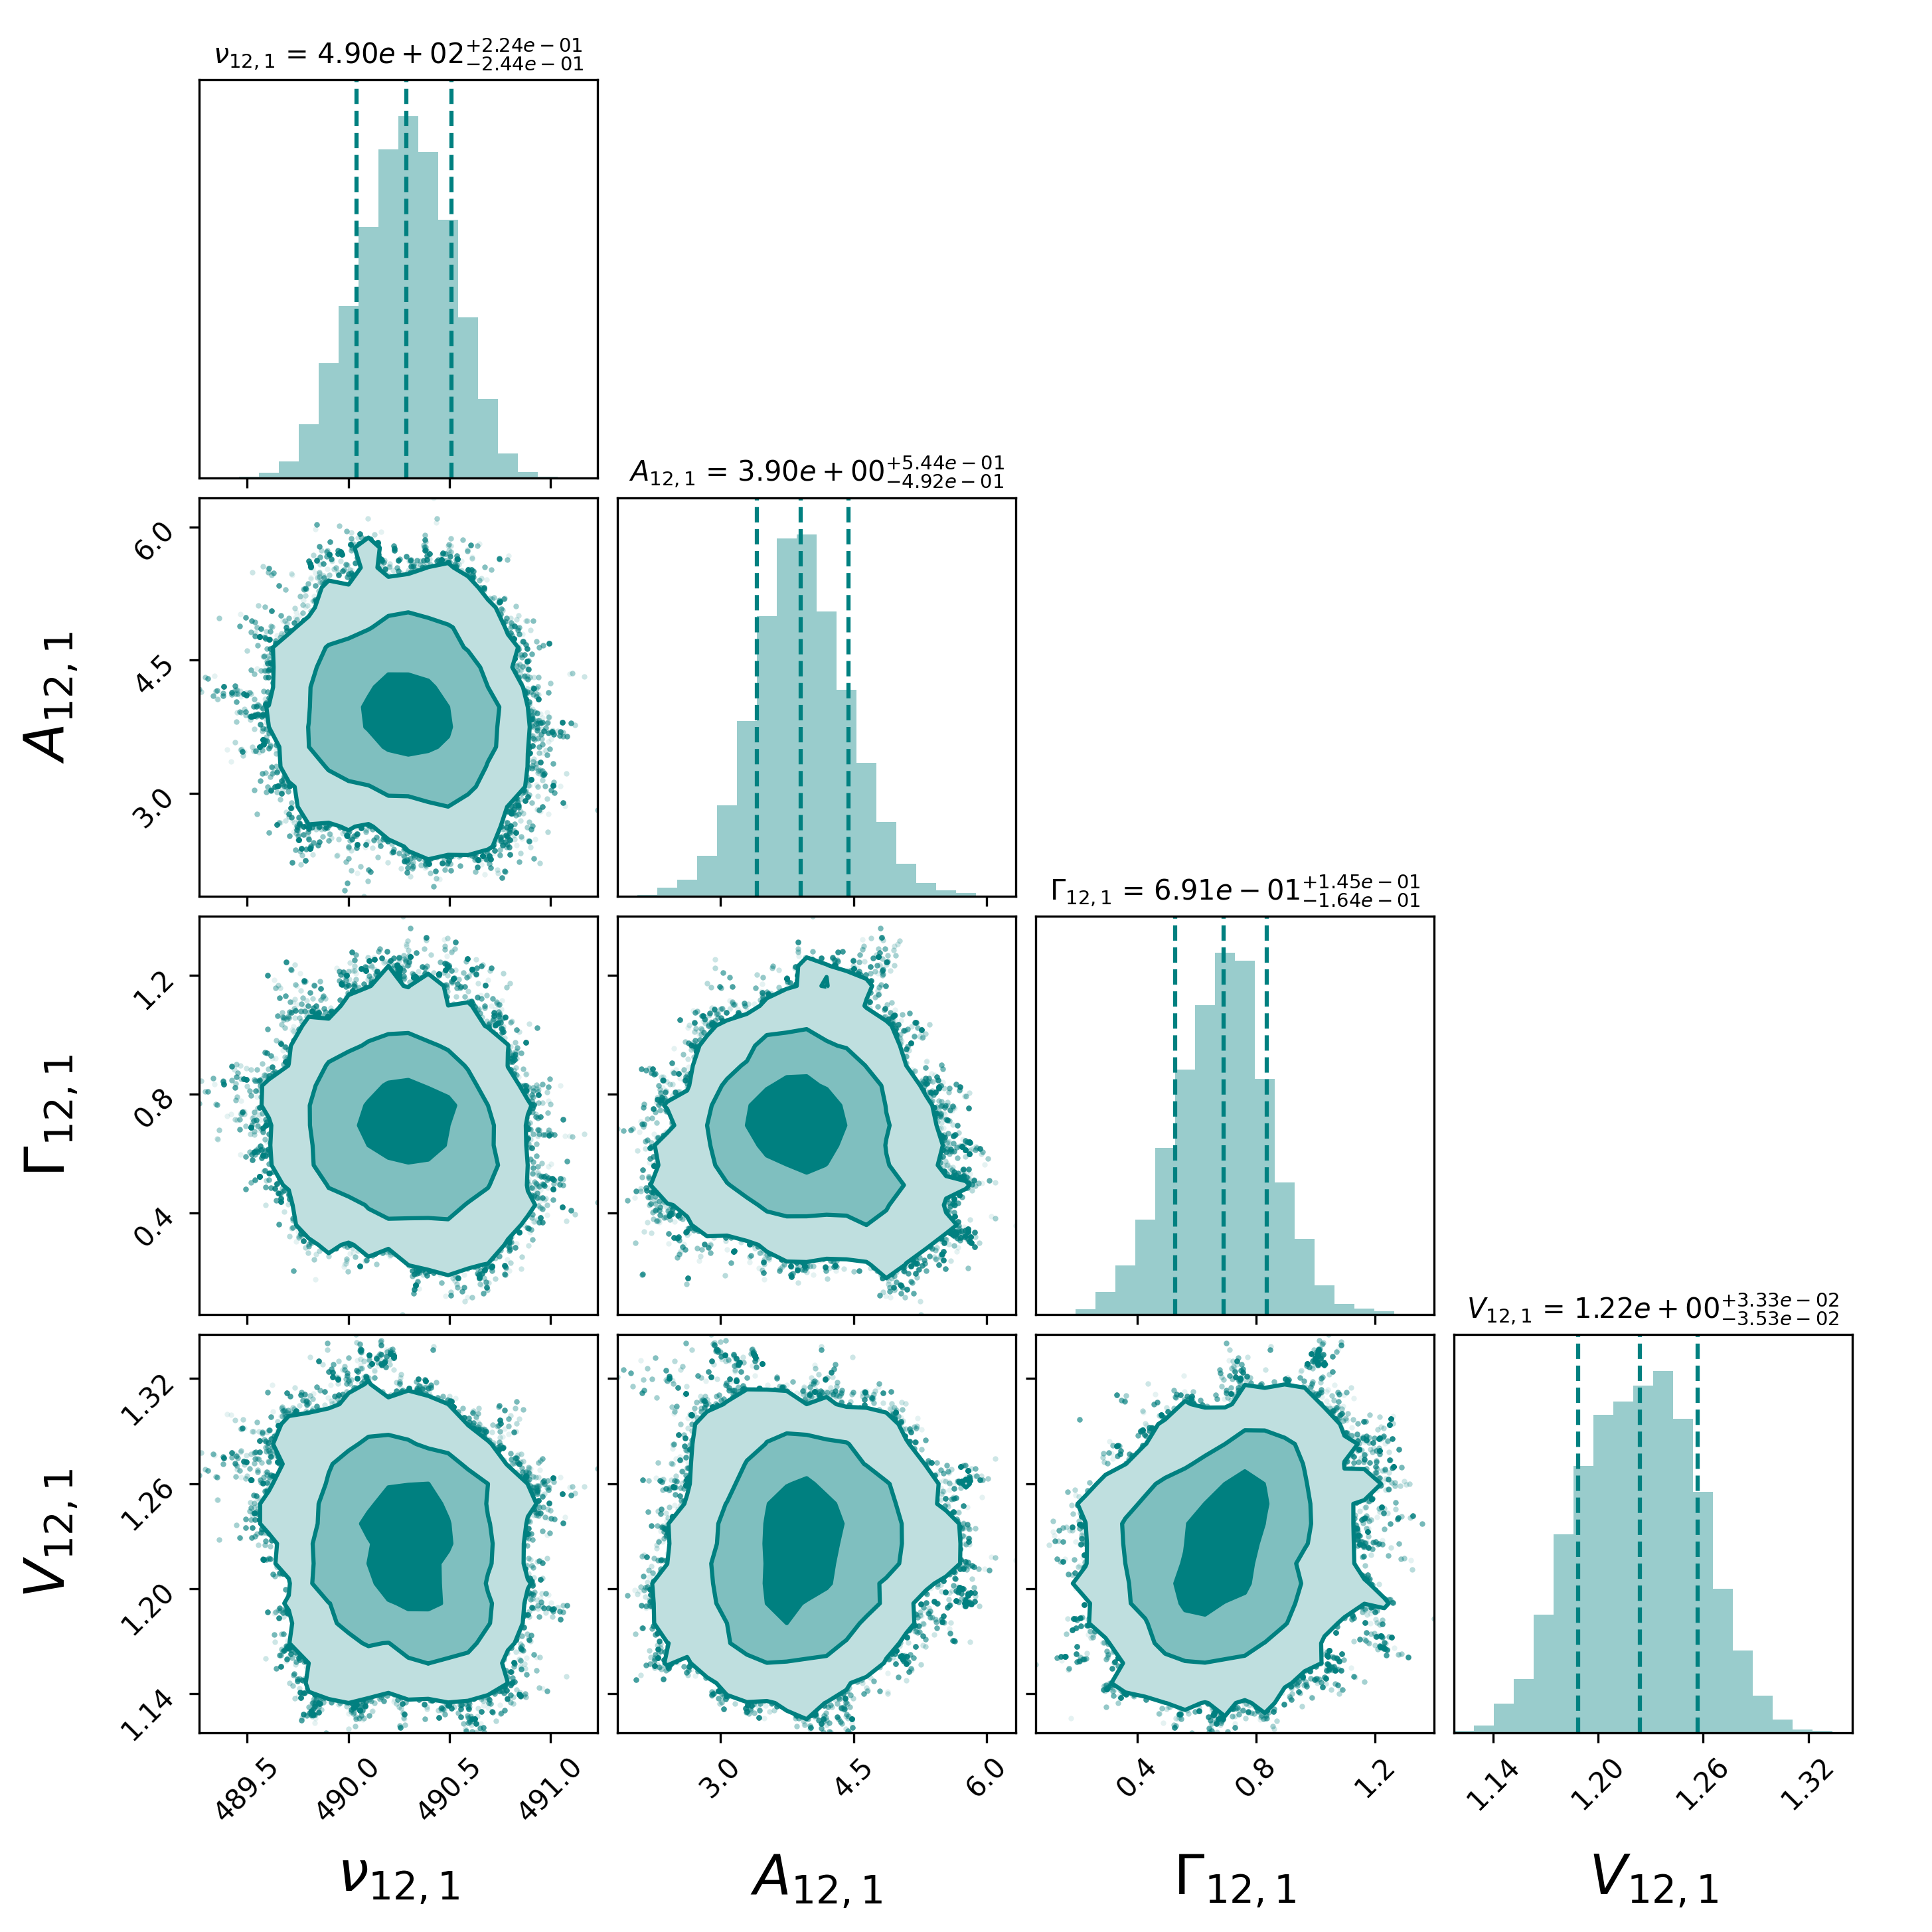 ν12, 1 = 4.90e + 02 +2.24e − 01 −2.44e − 01
A12, 1 = 3.90e + 00 +5.44e − 01 −4.92e − 01
6.0
4.5
3.0
A12, 1
Γ12, 1 = 6.91e − 01 +1.45e − 01 −1.64e − 01
1.2
0.8
0.4
Γ12, 1
V12, 1 = 1.22e + 00 +3.33e − 02 −3.53e − 02
1.32
1.26
1.20
1.14
V12, 1
489.5 490.0 490.5 491.0 3.0 4.5 6.0 0.4 0.8 1.2 1.14 1.20 1.26 1.32
ν12, 1 A12, 1 Γ12, 1 V12, 1